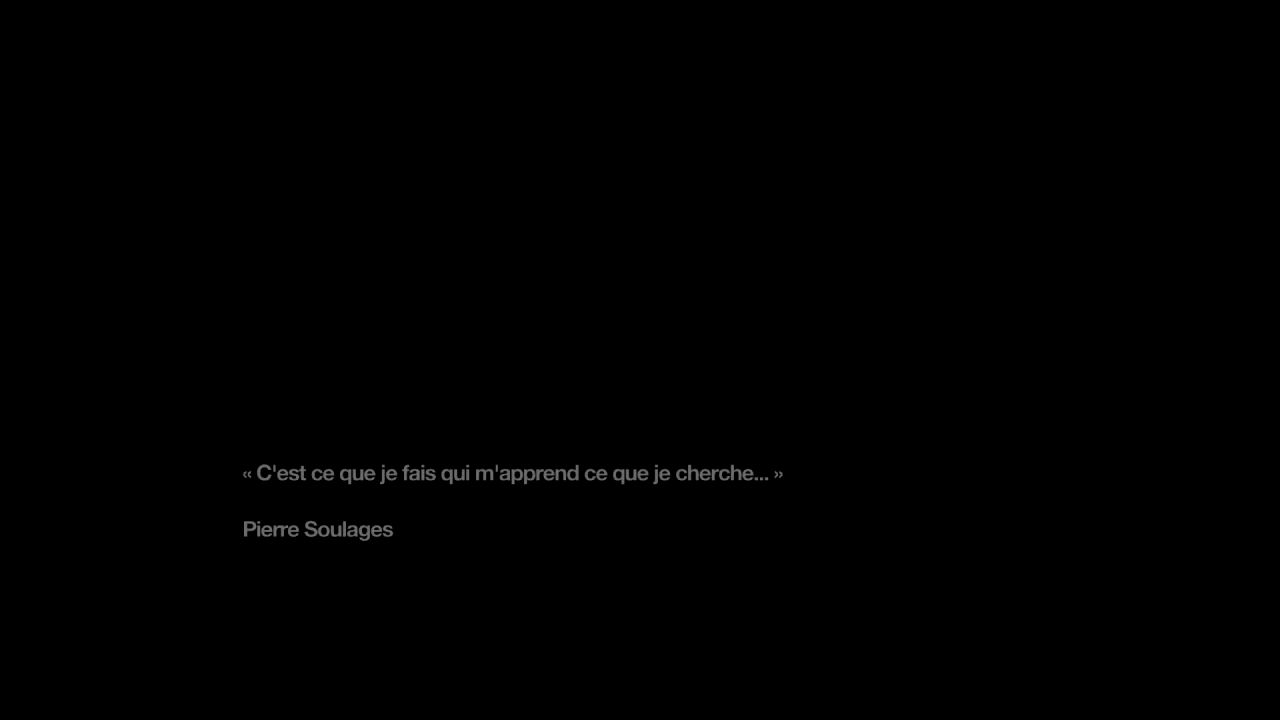 « C'est ce que je fais qui m'apprend ce que je cherche... »
Pierre Soulages